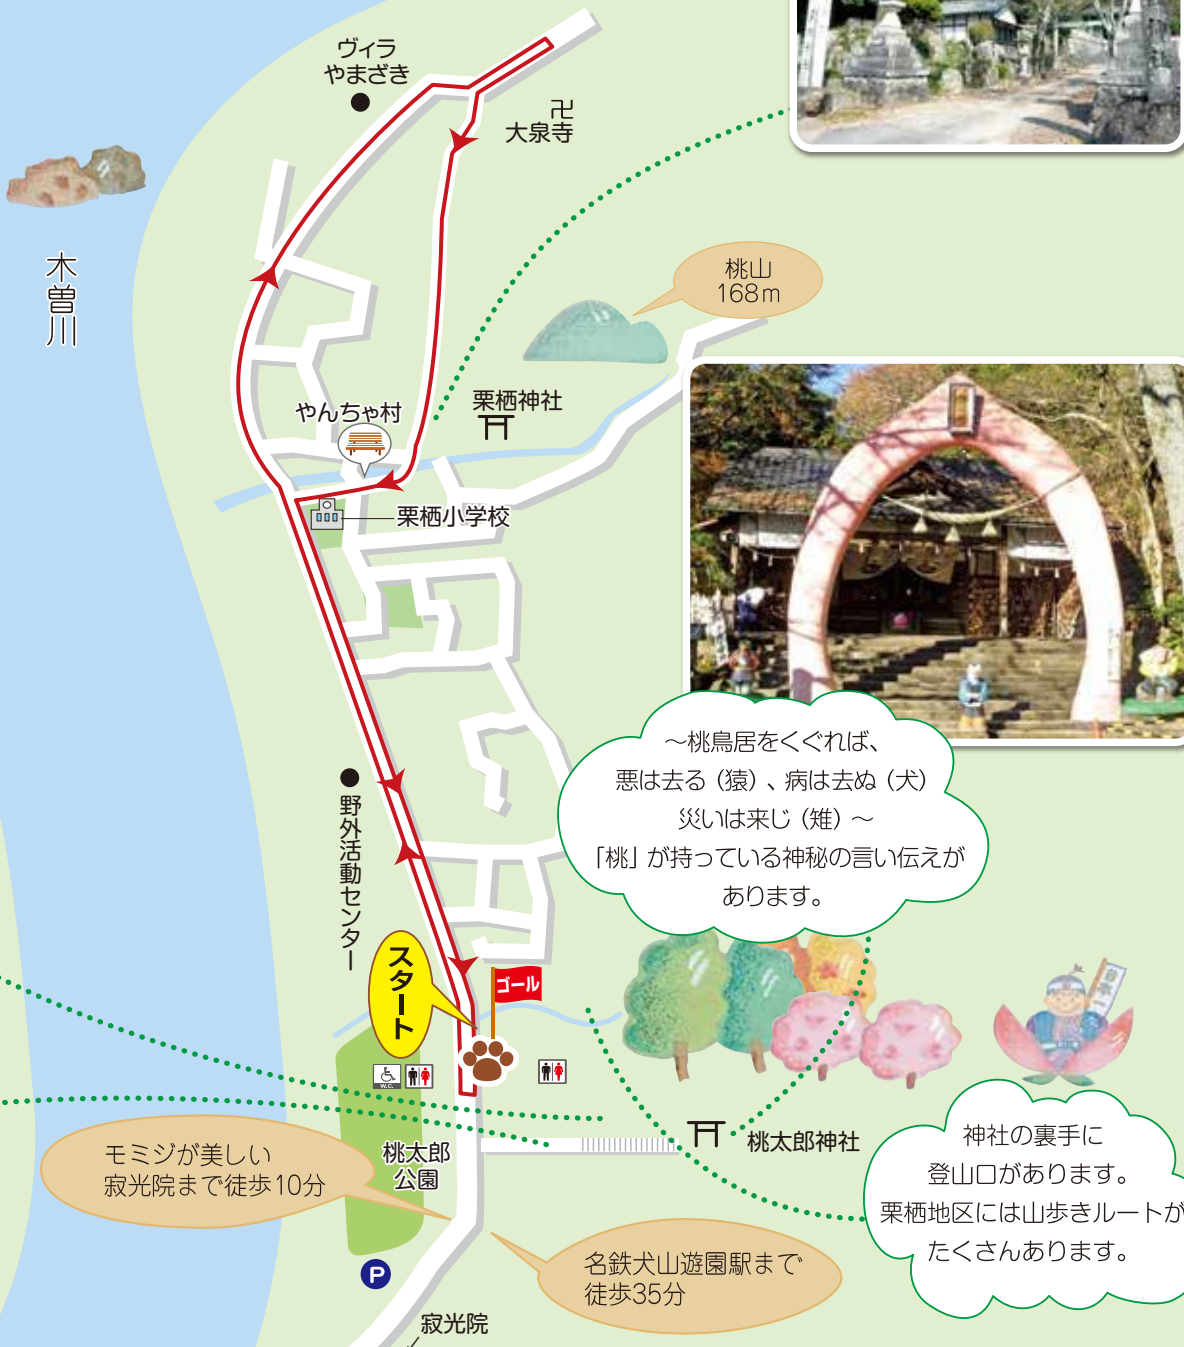 ヴィラ
やまざき
卍
大泉寺
木曽川
桃山
168m
やんちゃ村
栗栖神社
栗栖小学校
～桃鳥居をくぐれば、
悪は去る（猿）、病は去ぬ（犬）
災いは来じ（雉）～
「桃」が持っている神秘の言い伝えが
あります。
野外活動センター
スタート
ゴール
W.C.
桃太郎
公園
桃太郎神社
モミジが美しい
寂光院まで徒歩10分
神社の裏手に
登山口があります。
栗栖地区には山歩きルートが
たくさんあります。
名鉄犬山遊園駅まで
徒歩35分
P
寂光院